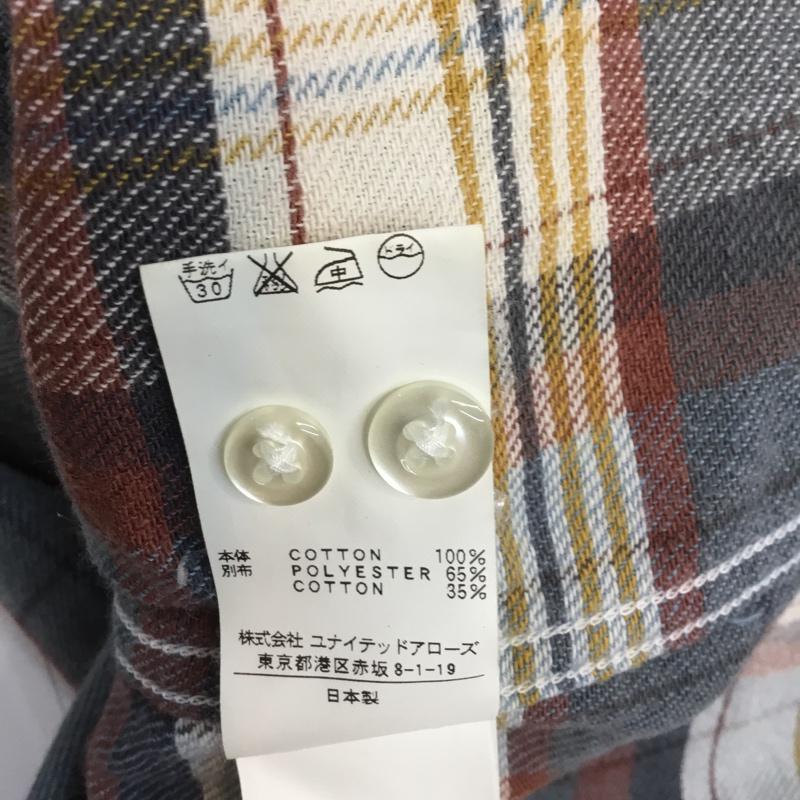 手洗イ 中 ドライ
30
本体 COTTON 100%
別布 POLYESTER 65%
COTTON 35%
株式会社 ユナイテッドアローズ
東京都港区赤坂 8-1-19
日本製